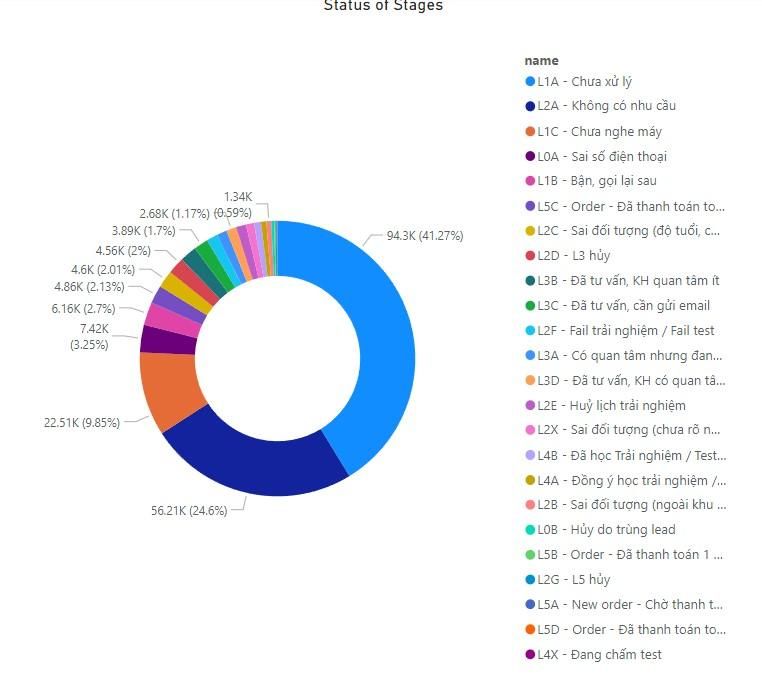 Status of Stages
name
L1A - Chưa xử lý
L2A - Không có nhu cầu
L1C - Chưa nghe máy
L0A - Sai số điện thoại
L1B - Bận, gọi lại sau
L5C - Order - Đã thanh toán to...
L2C - Sai đối tượng (độ tuổi, c...
L2D - L3 hủy
L3B - Đã tư vấn, KH quan tâm ít
L3C - Đã tư vấn, cần gửi email
L2F - Fail trải nghiệm / Fail test
L3A - Có quan tâm nhưng đan...
L3D - Đã tư vấn, KH có quan tâ...
L2E - Huỷ lịch trải nghiệm
L2X - Sai đối tượng (chưa rõ n...
L4B - Đã học Trải nghiệm / Test...
L4A - Đồng ý học trải nghiệm /...
L2B - Sai đối tượng (ngoài khu ...
L0B - Hủy do trùng lead
L5B - Order - Đã thanh toán 1 ...
L2G - L5 hủy
L5A - New order - Chờ thanh t...
L5D - Order - Đã thanh toán to...
L4X - Đang chấm test
1.34K
(0.59%)
2.68K (1.17%)
3.89K (1.7%)
4.56K (2%)
4.6K (2.01%)
4.86K (2.13%)
6.16K (2.7%)
7.42K
(3.25%)
22.51K (9.85%)
56.21K (24.6%)
94.3K (41.27%)